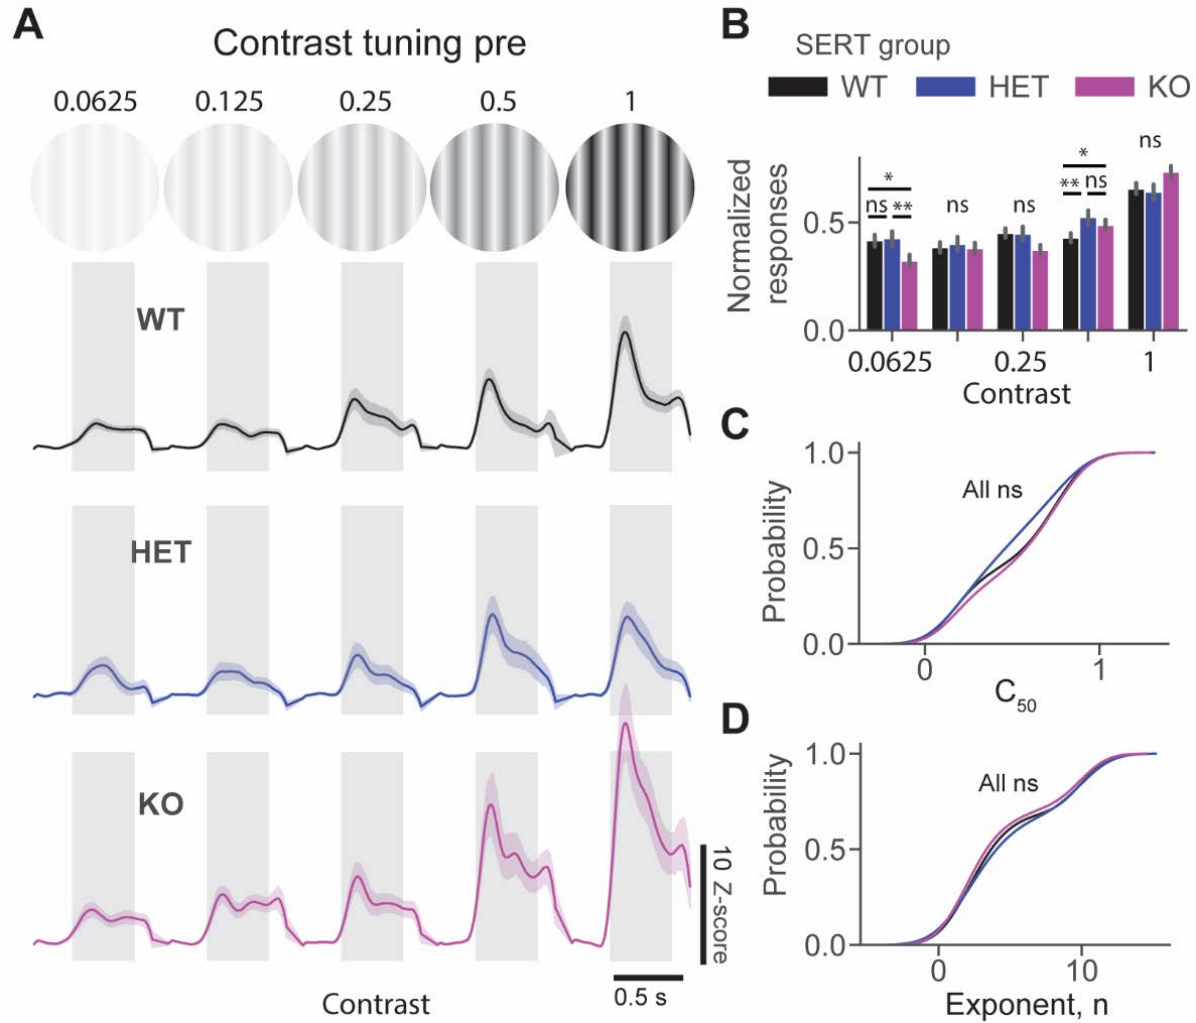 A
Contrast tuning pre
0.0625 0.125 0.25 0.5 1
WT
HET
KO
10 Z-score
0.5 s
Contrast
B
SERT group
WT HET KO
Normalized
responses
0.5
0.0
*
ns **
ns
ns
*
** ns
ns
0.0625 0.25 1
Contrast
C
Probability
1.0
0.5
0.0
All ns
0 1
C50
D
Probability
1.0
0.5
0.0
All ns
0 10
Exponent, n